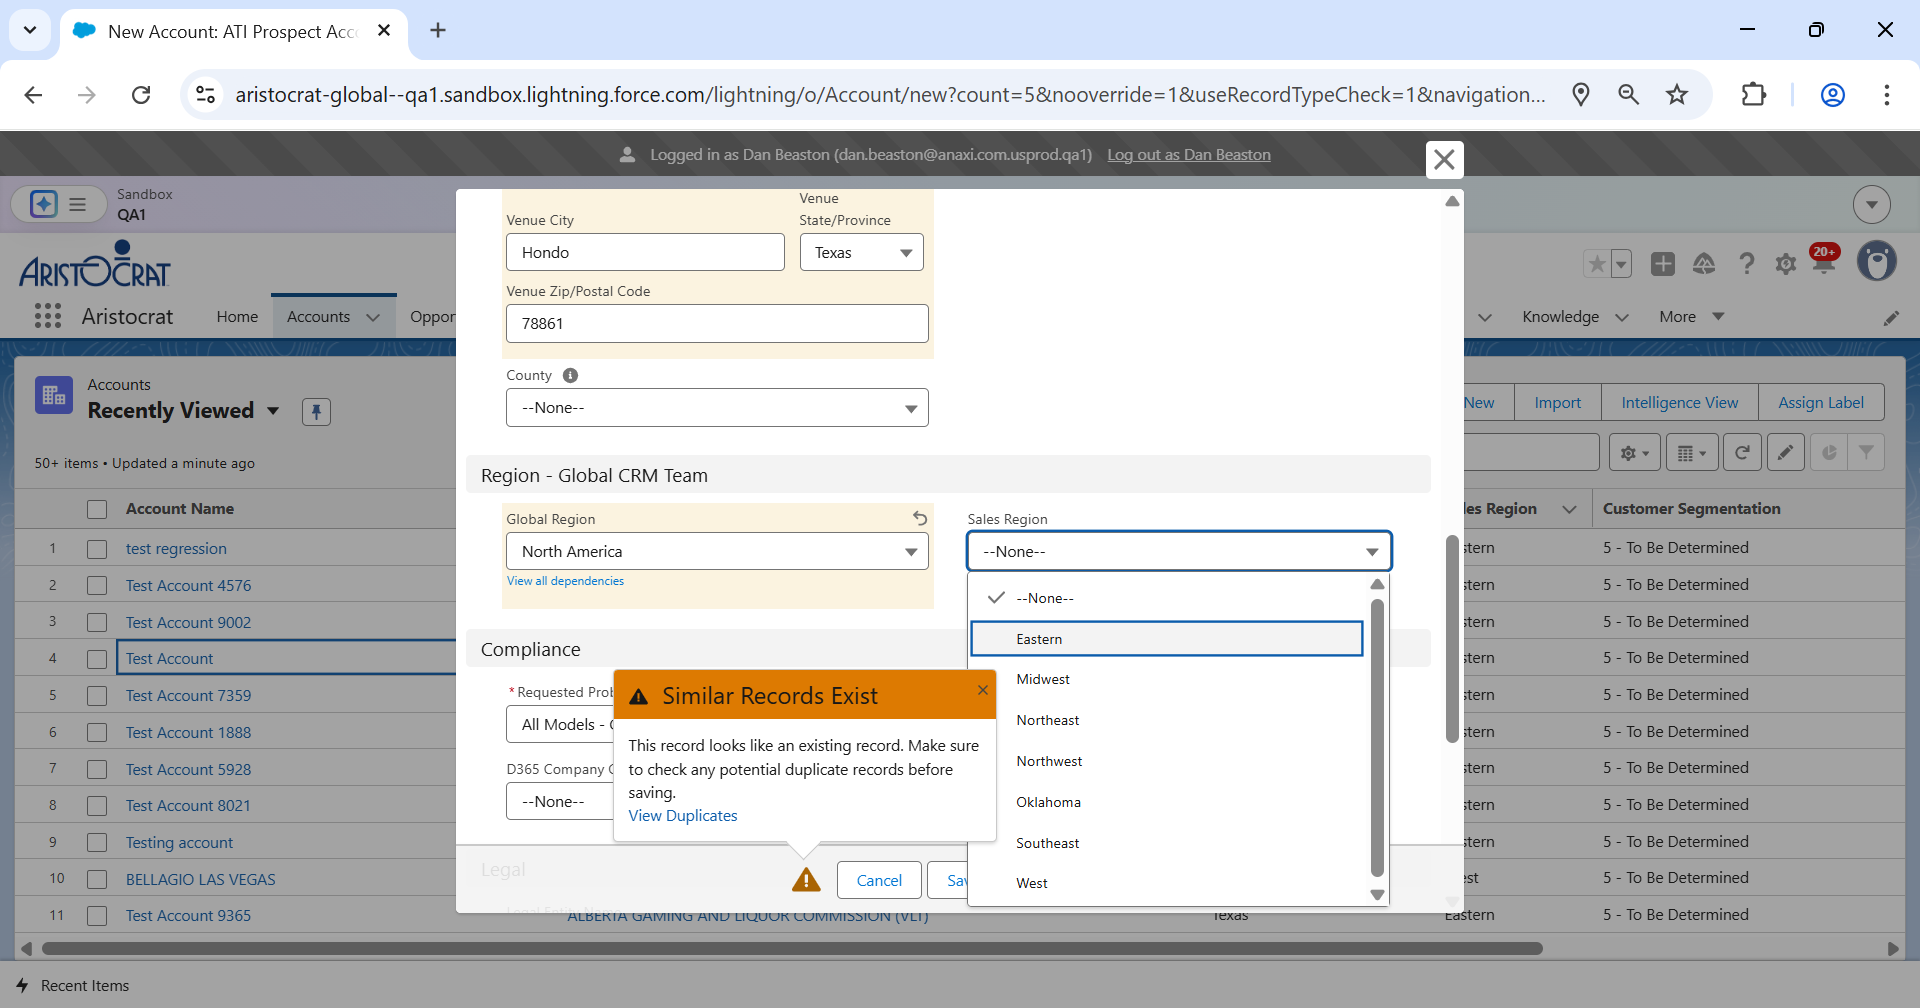 New Account: ATI Prospect Acc
aristocrat-global--qa1.sandbox.lightning.force.com/lightning/o/Account/new?count=5&nooverride=1&useRecordTypeCheck=1&navigation...
Logged in as Dan Beaston (dan.beaston@anaxi.com.usprod.qa1) Log out as Dan Beaston
Sandbox
QA1
ARISTOCRAT
20+
Aristocrat Home Accounts Oppor Knowledge More
Accounts
Recently Viewed
New Import Intelligence View Assign Label
50+ items • Updated a minute ago
Account Name les Region Customer Segmentation
1 test regression stern 5 - To Be Determined
2 Test Account 4576 stern 5 - To Be Determined
3 Test Account 9002 stern 5 - To Be Determined
4 Test Account stern 5 - To Be Determined
5 Test Account 7359 stern 5 - To Be Determined
6 Test Account 1888 stern 5 - To Be Determined
7 Test Account 5928 stern 5 - To Be Determined
8 Test Account 8021 stern 5 - To Be Determined
9 Testing account stern 5 - To Be Determined
10 BELLAGIO LAS VEGAS est 5 - To Be Determined
11 Test Account 9365 ALBERTA GAMING AND LIQUOR COMMISSION (VLT) Texas Eastern 5 - To Be Determined
Venue City
Hondo
Venue
State/Province
Texas
Venue Zip/Postal Code
78861
County
--None--
Region - Global CRM Team
Global Region
North America
View all dependencies
Sales Region
--None--
--None--
Eastern
Midwest
Northeast
Northwest
Oklahoma
Southeast
West
Compliance
*Requested Prob
All Models - 
D365 Company
--None--
Similar Records Exist
This record looks like an existing record. Make sure
to check any potential duplicate records before
saving.
View Duplicates
Legal
Legal Entity Name
Cancel
Sav
Recent Items